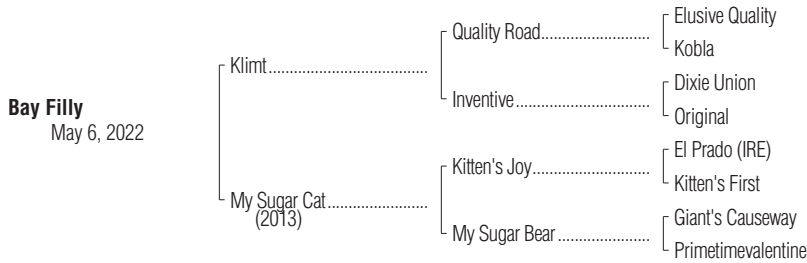 Elusive Quality
Quality Road
Kobla
Klimt
Dixie Union
Inventive
Original
Bay Filly
May 6, 2022
El Prado (IRE)
Kitten's Joy
Kitten's First
My Sugar Cat
(2013)
Giant's Causeway
My Sugar Bear
Primetimevalentine